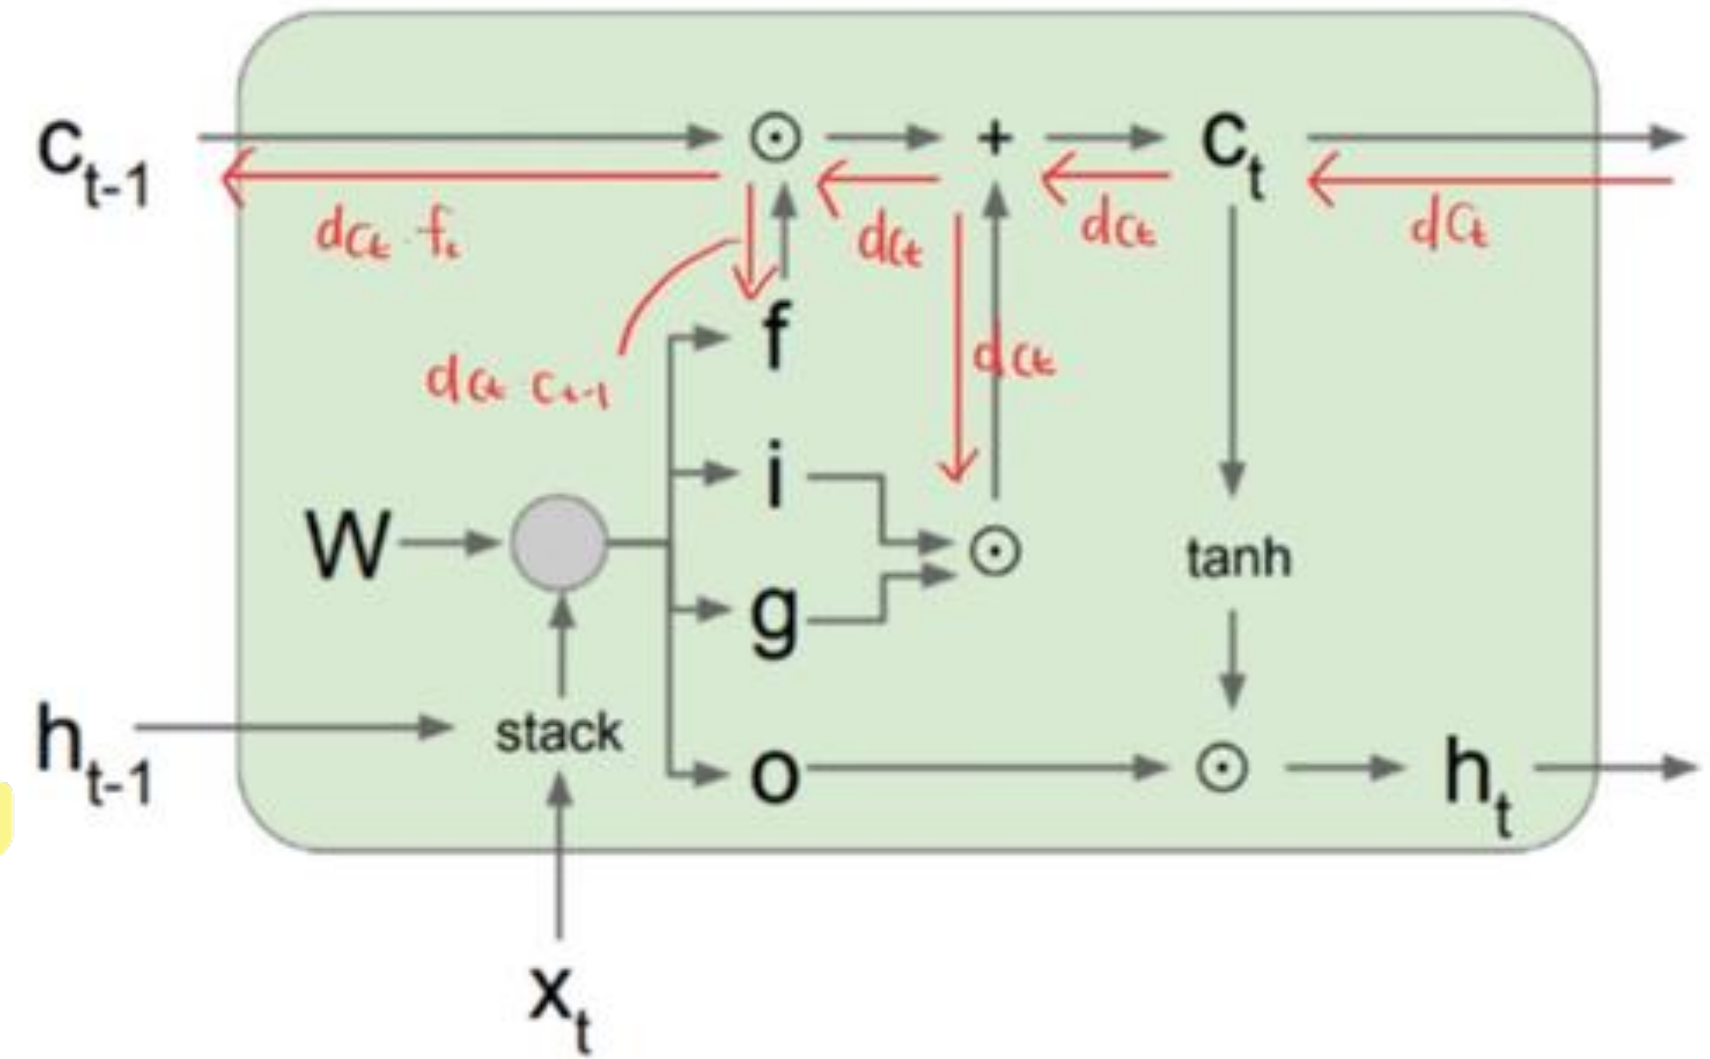 c_{t-1} ⊙ + c_t
dc_t · f_t dc_t dc_t dc_t
f
dc_t c_{t-1} dc_t
i
W ⊙ tanh
g
h_{t-1} stack
o ⊙ h_t
x_t